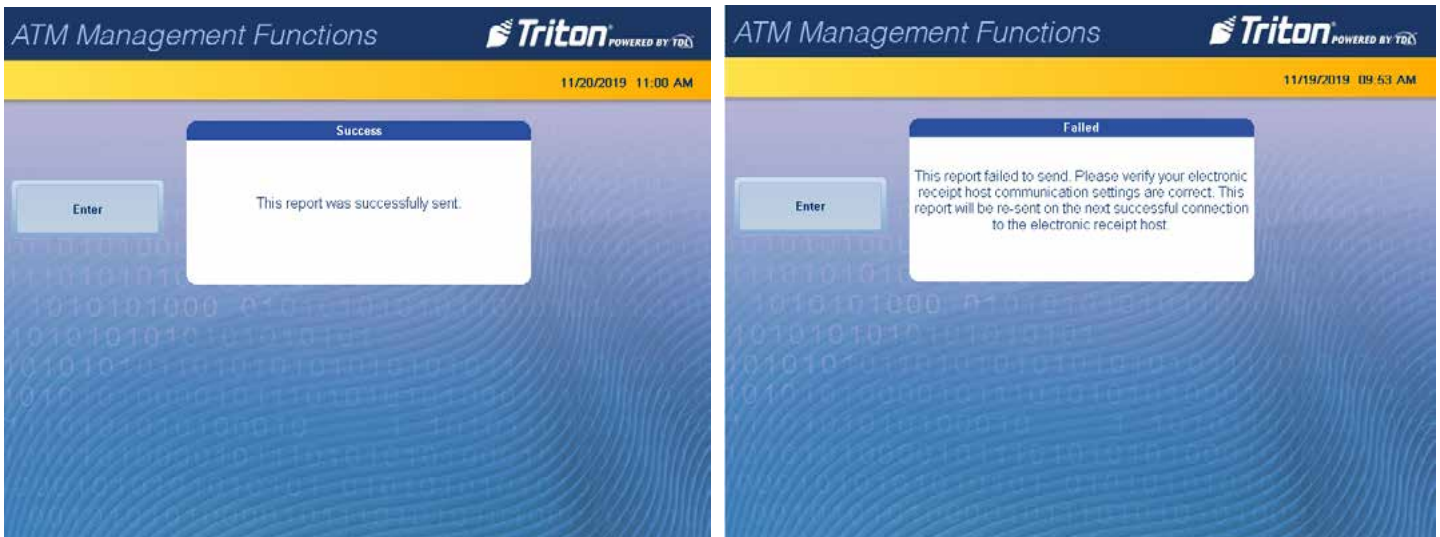 ATM Management Functions
Triton POWERED BY TDL
11/20/2019 11:00 AM
Success
Enter
This report was successfully sent.
ATM Management Functions
Triton POWERED BY TDL
11/19/2019 09:53 AM
Failed
Enter
This report failed to send. Please verify your electronic
receipt host communication settings are correct. This
report will be re-sent on the next successful connection
to the electronic receipt host.